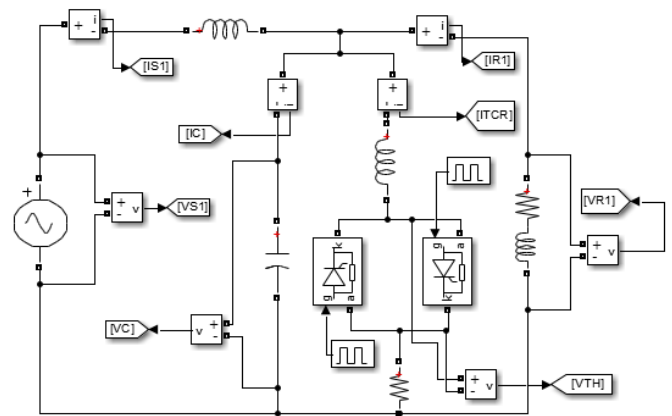 + i -
[IS1]
+ i -
[IR1]
+ - i
[IC]
+ - i
[ITCR]
+
+ - v
[VS1]
+ - v
[VR1]
k
g a
g a
k
+ - v
[VC]
+ - v
[VTH]